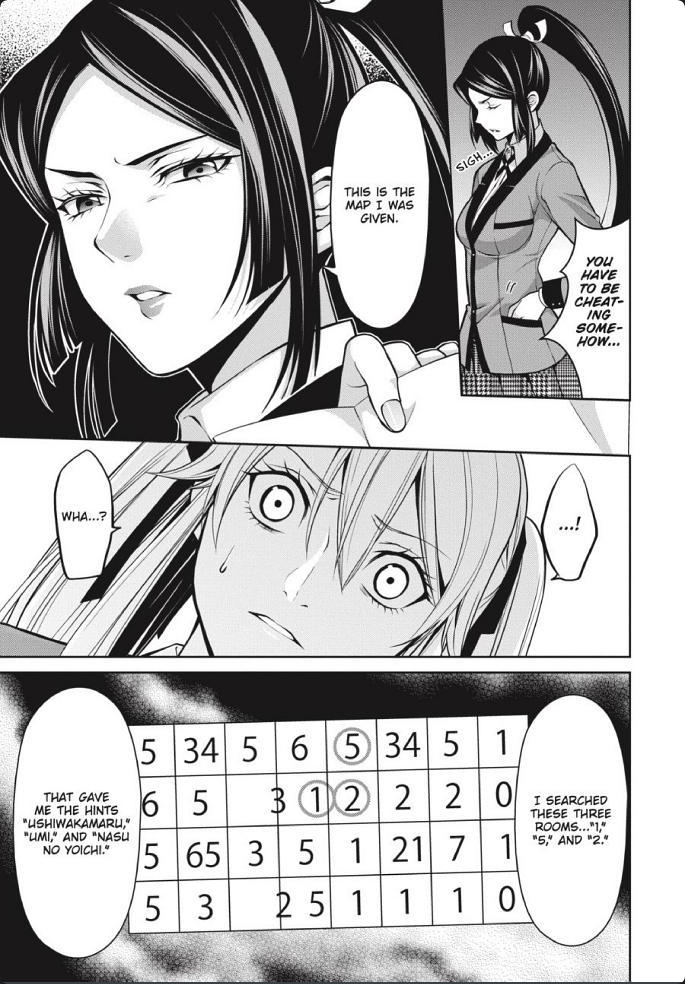 SIGH...
YOU
HAVE
TO BE
CHEAT-
ING
SOME-
HOW...
THIS IS THE
MAP I WAS
GIVEN.
...!
WHA...?
I SEARCHED
THESE THREE
ROOMS..."1,"
"5," AND "2."
5 34 5 6 5 34 5 1
6 5 3 1 2 2 2 0
5 65 3 5 1 21 7 1
5 3 2 5 1 1 1 0
THAT GAVE
ME THE HINTS
"USHIWAKAMARU,"
"UMI," AND "NASU
NO YOICHI."